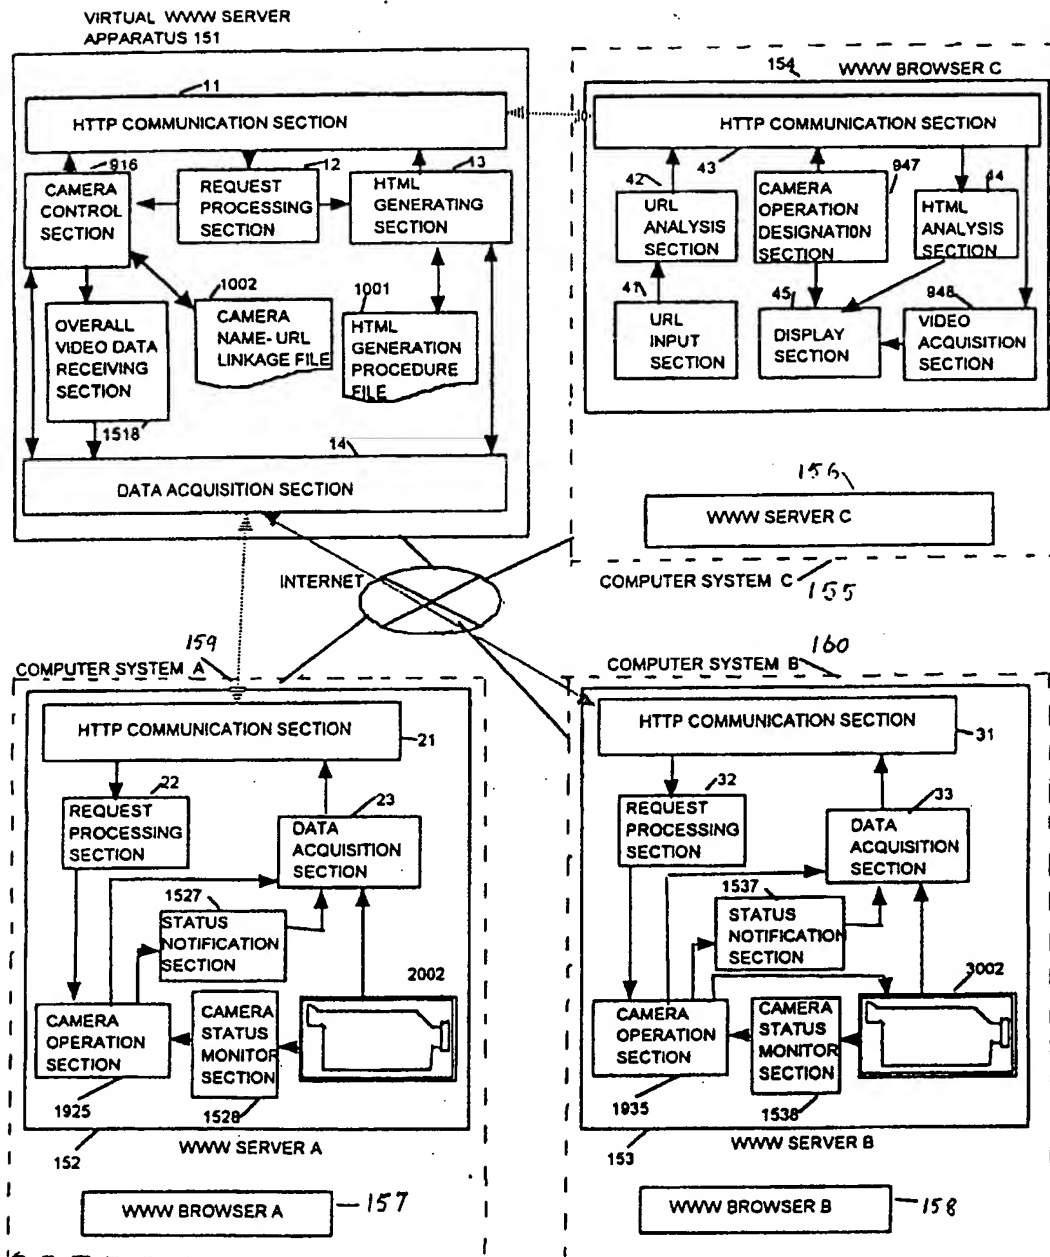 VIRTUAL WWW SERVER
APPARATUS 151
11
HTTP COMMUNICATION SECTION
916
CAMERA
CONTROL
SECTION
12
REQUEST
PROCESSING
SECTION
13
HTML
GENERATING
SECTION
OVERALL
VIDEO DATA
RECEIVING
SECTION
1518
1002
CAMERA
NAME-URL
LINKAGE FILE
1001
HTML
GENERATION
PROCEDURE
FILE
14
DATA ACQUISITION SECTION
154
WWW BROWSER C
HTTP COMMUNICATION SECTION
43
42
URL
ANALYSIS
SECTION
947
CAMERA
OPERATION
DESIGNATION
SECTION
44
HTML
ANALYSIS
SECTION
41
URL
INPUT
SECTION
45
DISPLAY
SECTION
948
VIDEO
ACQUISITION
SECTION
156
WWW SERVER C
COMPUTER SYSTEM C
155
INTERNET
159
COMPUTER SYSTEM A
HTTP COMMUNICATION SECTION
21
22
REQUEST
PROCESSING
SECTION
23
DATA
ACQUISITION
SECTION
1527
STATUS
NOTIFICATION
SECTION
2002
CAMERA
OPERATION
SECTION
1925
CAMERA
STATUS
MONITOR
SECTION
1528
152
WWW SERVER A
WWW BROWSER A
157
160
COMPUTER SYSTEM B
HTTP COMMUNICATION SECTION
31
32
REQUEST
PROCESSING
SECTION
33
DATA
ACQUISITION
SECTION
1537
STATUS
NOTIFICATION
SECTION
3002
CAMERA
OPERATION
SECTION
1935
CAMERA
STATUS
MONITOR
SECTION
1538
153
WWW SERVER B
WWW BROWSER B
158